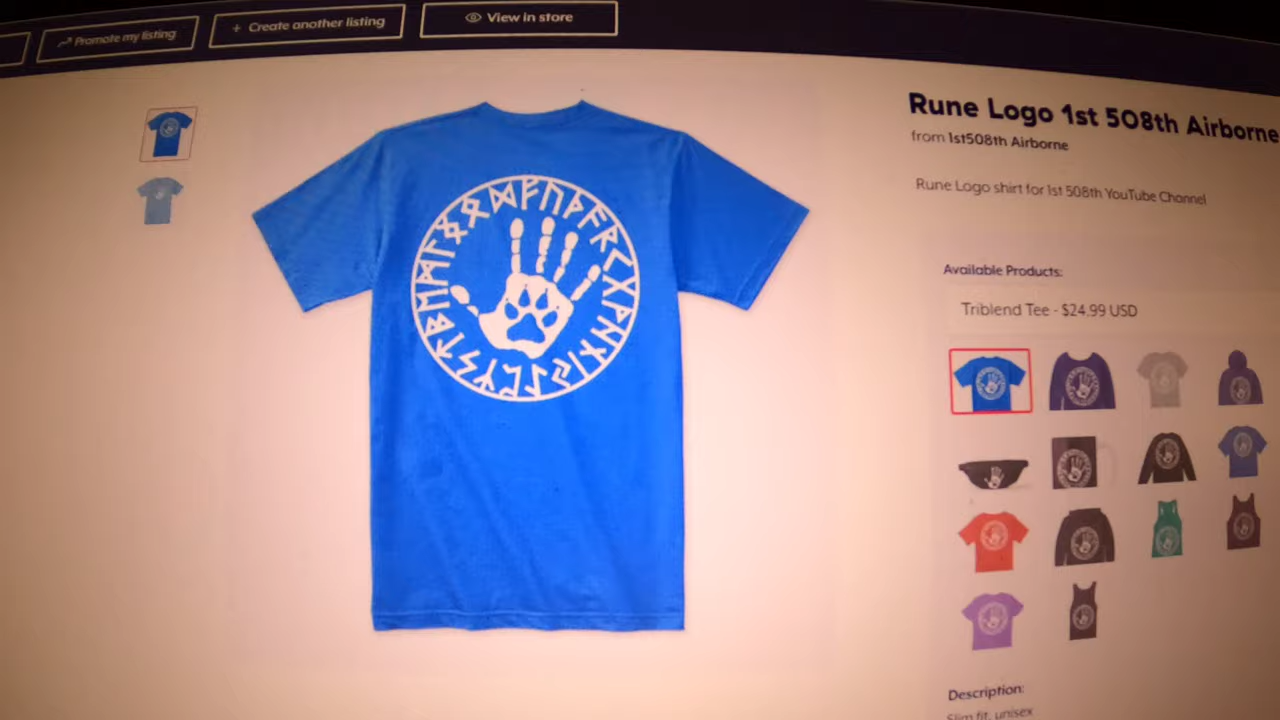 Promote my listing
+ Create another listing
View in store
ᚠᚢᚦᚨᚱᚲᚷᚹᚺᚾᛁᛃᛇᛈᛉᛊᛏᛒᛖᛗᛚᛜᛟᛞ
Rune Logo 1st 508th Airborne
from 1st508th Airborne
Rune Logo shirt for 1st 508th YouTube Channel
Available Products:
Triblend Tee - $24.99 USD
Description:
Slim fit, unisex